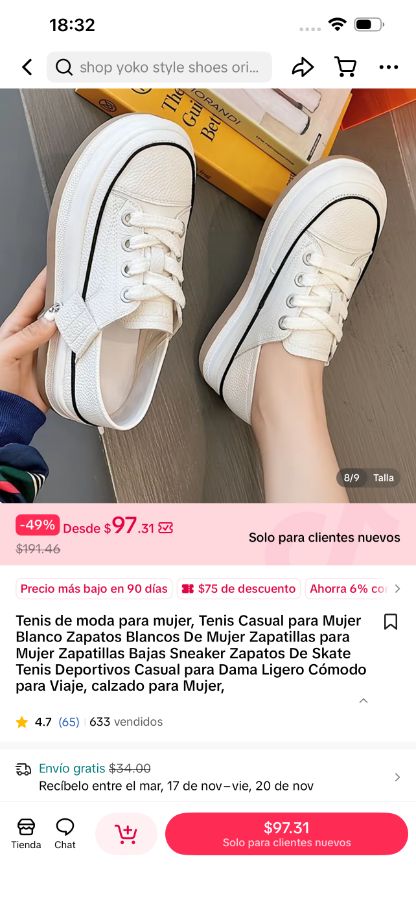 18:32
shop yoko style shoes ori...
MORANDI
The
Gui
Bet
8/9 Talla
-49% Desde $97.31
$191.46
Solo para clientes nuevos
Precio más bajo en 90 días
$75 de descuento
Ahorra 6% co
Tenis de moda para mujer, Tenis Casual para Mujer
Blanco Zapatos Blancos De Mujer Zapatillas para
Mujer Zapatillas Bajas Sneaker Zapatos De Skate
Tenis Deportivos Casual para Dama Ligero Cómodo
para Viaje, calzado para Mujer,
4.7 (65) 633 vendidos
Envío gratis $34.00
Recíbelo entre el mar, 17 de nov–vie, 20 de nov
Tienda
Chat
$97.31
Solo para clientes nuevos